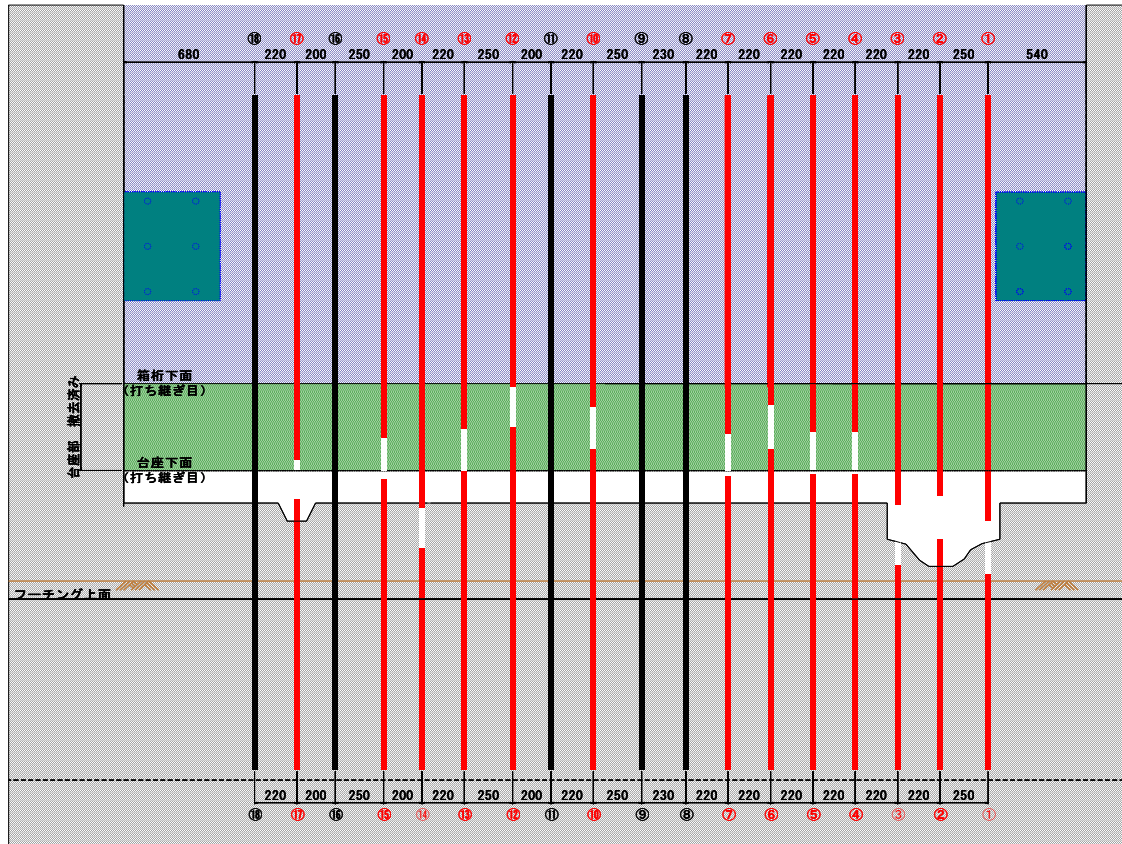 ⑱ ⑰ ⑯ ⑮ ⑭ ⑬ ⑫ ⑪ ⑩ ⑨ ⑧ ⑦ ⑥ ⑤ ④ ③ ② ①
680 220 200 250 200 220 250 200 220 250 230 220 220 220 220 220 220 250 540
箱桁下面
(打ち継ぎ目)
台座部 撤去済み
台座下面
(打ち継ぎ目)
フーチング上面
220 200 250 200 220 250 200 220 250 230 220 220 220 220 220 220 250
⑱ ⑰ ⑯ ⑮ ⑭ ⑬ ⑫ ⑪ ⑩ ⑨ ⑧ ⑦ ⑥ ⑤ ④ ③ ② ①